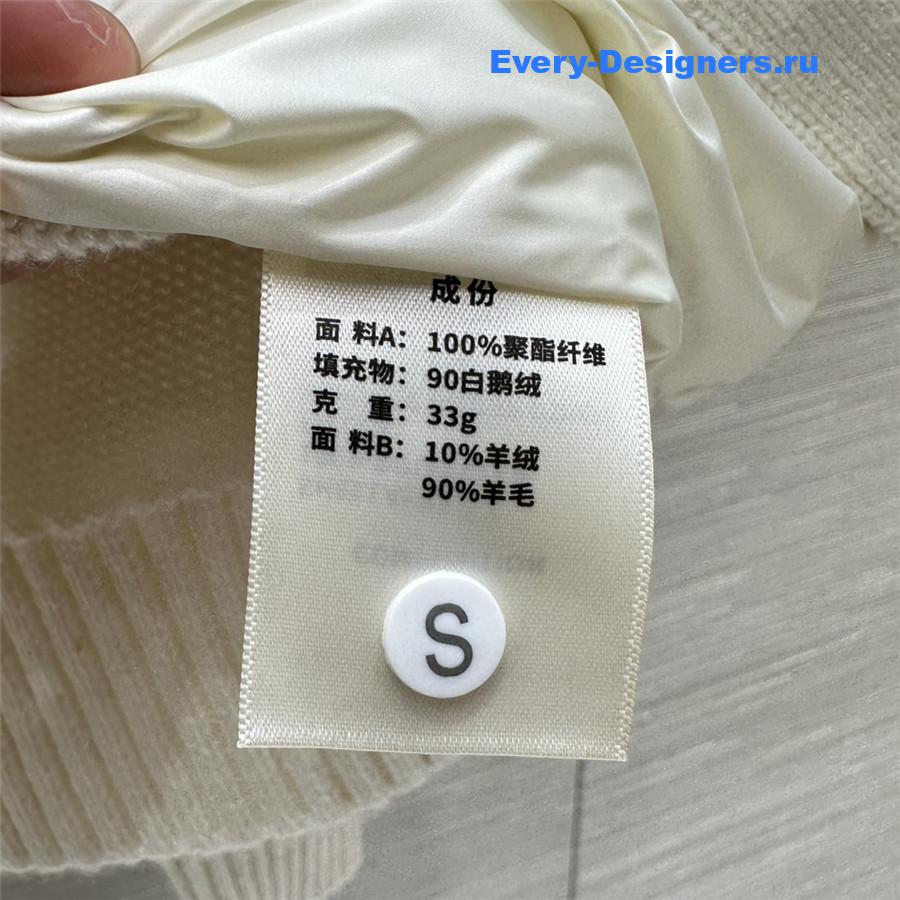 Every-Designers.ru
成份
面 料A： 100%聚酯纤维
填充物： 90白鹅绒
克 重： 33g
面 料B： 10%羊绒
90%羊毛
S